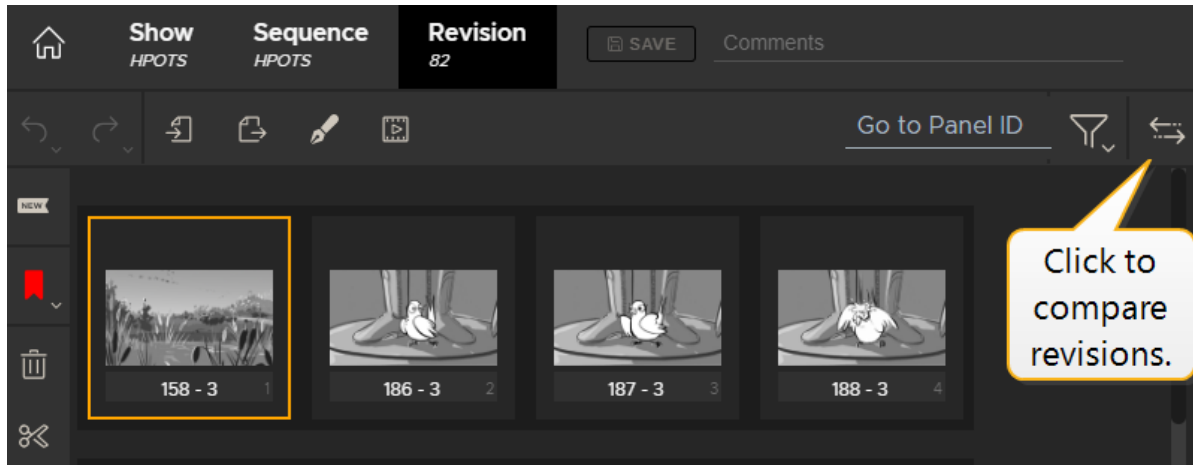 Show
HPOTS
Sequence
HPOTS
Revision
82
SAVE
Comments
Go to Panel ID
NEW
158 - 3 1
186 - 3 2
187 - 3 3
188 - 3 4
Click to
compare
revisions.